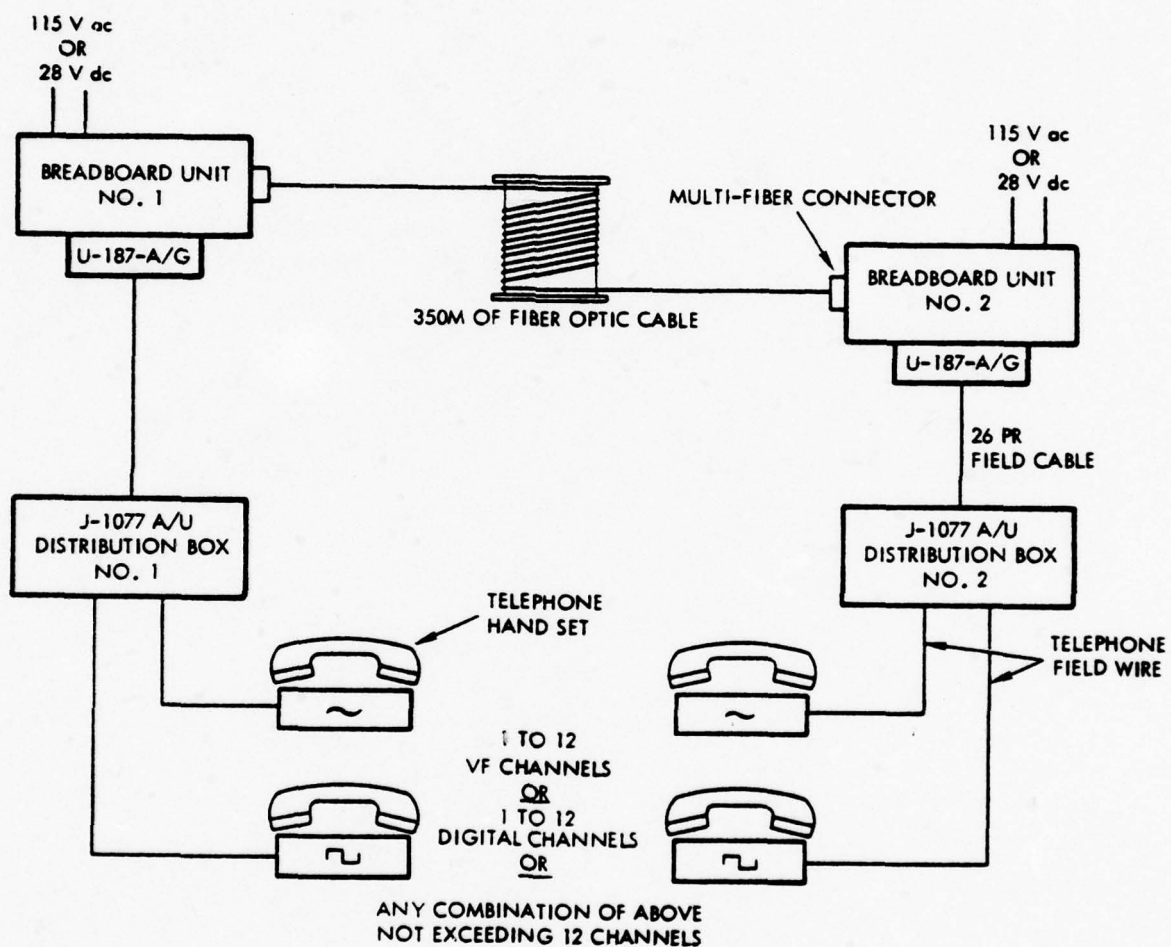 115 V ac
OR
28 V dc
BREADBOARD UNIT
NO. 1
U-187-A/G
350M OF FIBER OPTIC CABLE
MULTI-FIBER CONNECTOR
115 V ac
OR
28 V dc
BREADBOARD UNIT
NO. 2
U-187-A/G
26 PR
FIELD CABLE
J-1077 A/U
DISTRIBUTION BOX
NO. 1
J-1077 A/U
DISTRIBUTION BOX
NO. 2
TELEPHONE
HAND SET
TELEPHONE
FIELD WIRE
1 TO 12
VF CHANNELS
OR
1 TO 12
DIGITAL CHANNELS
OR
ANY COMBINATION OF ABOVE
NOT EXCEEDING 12 CHANNELS